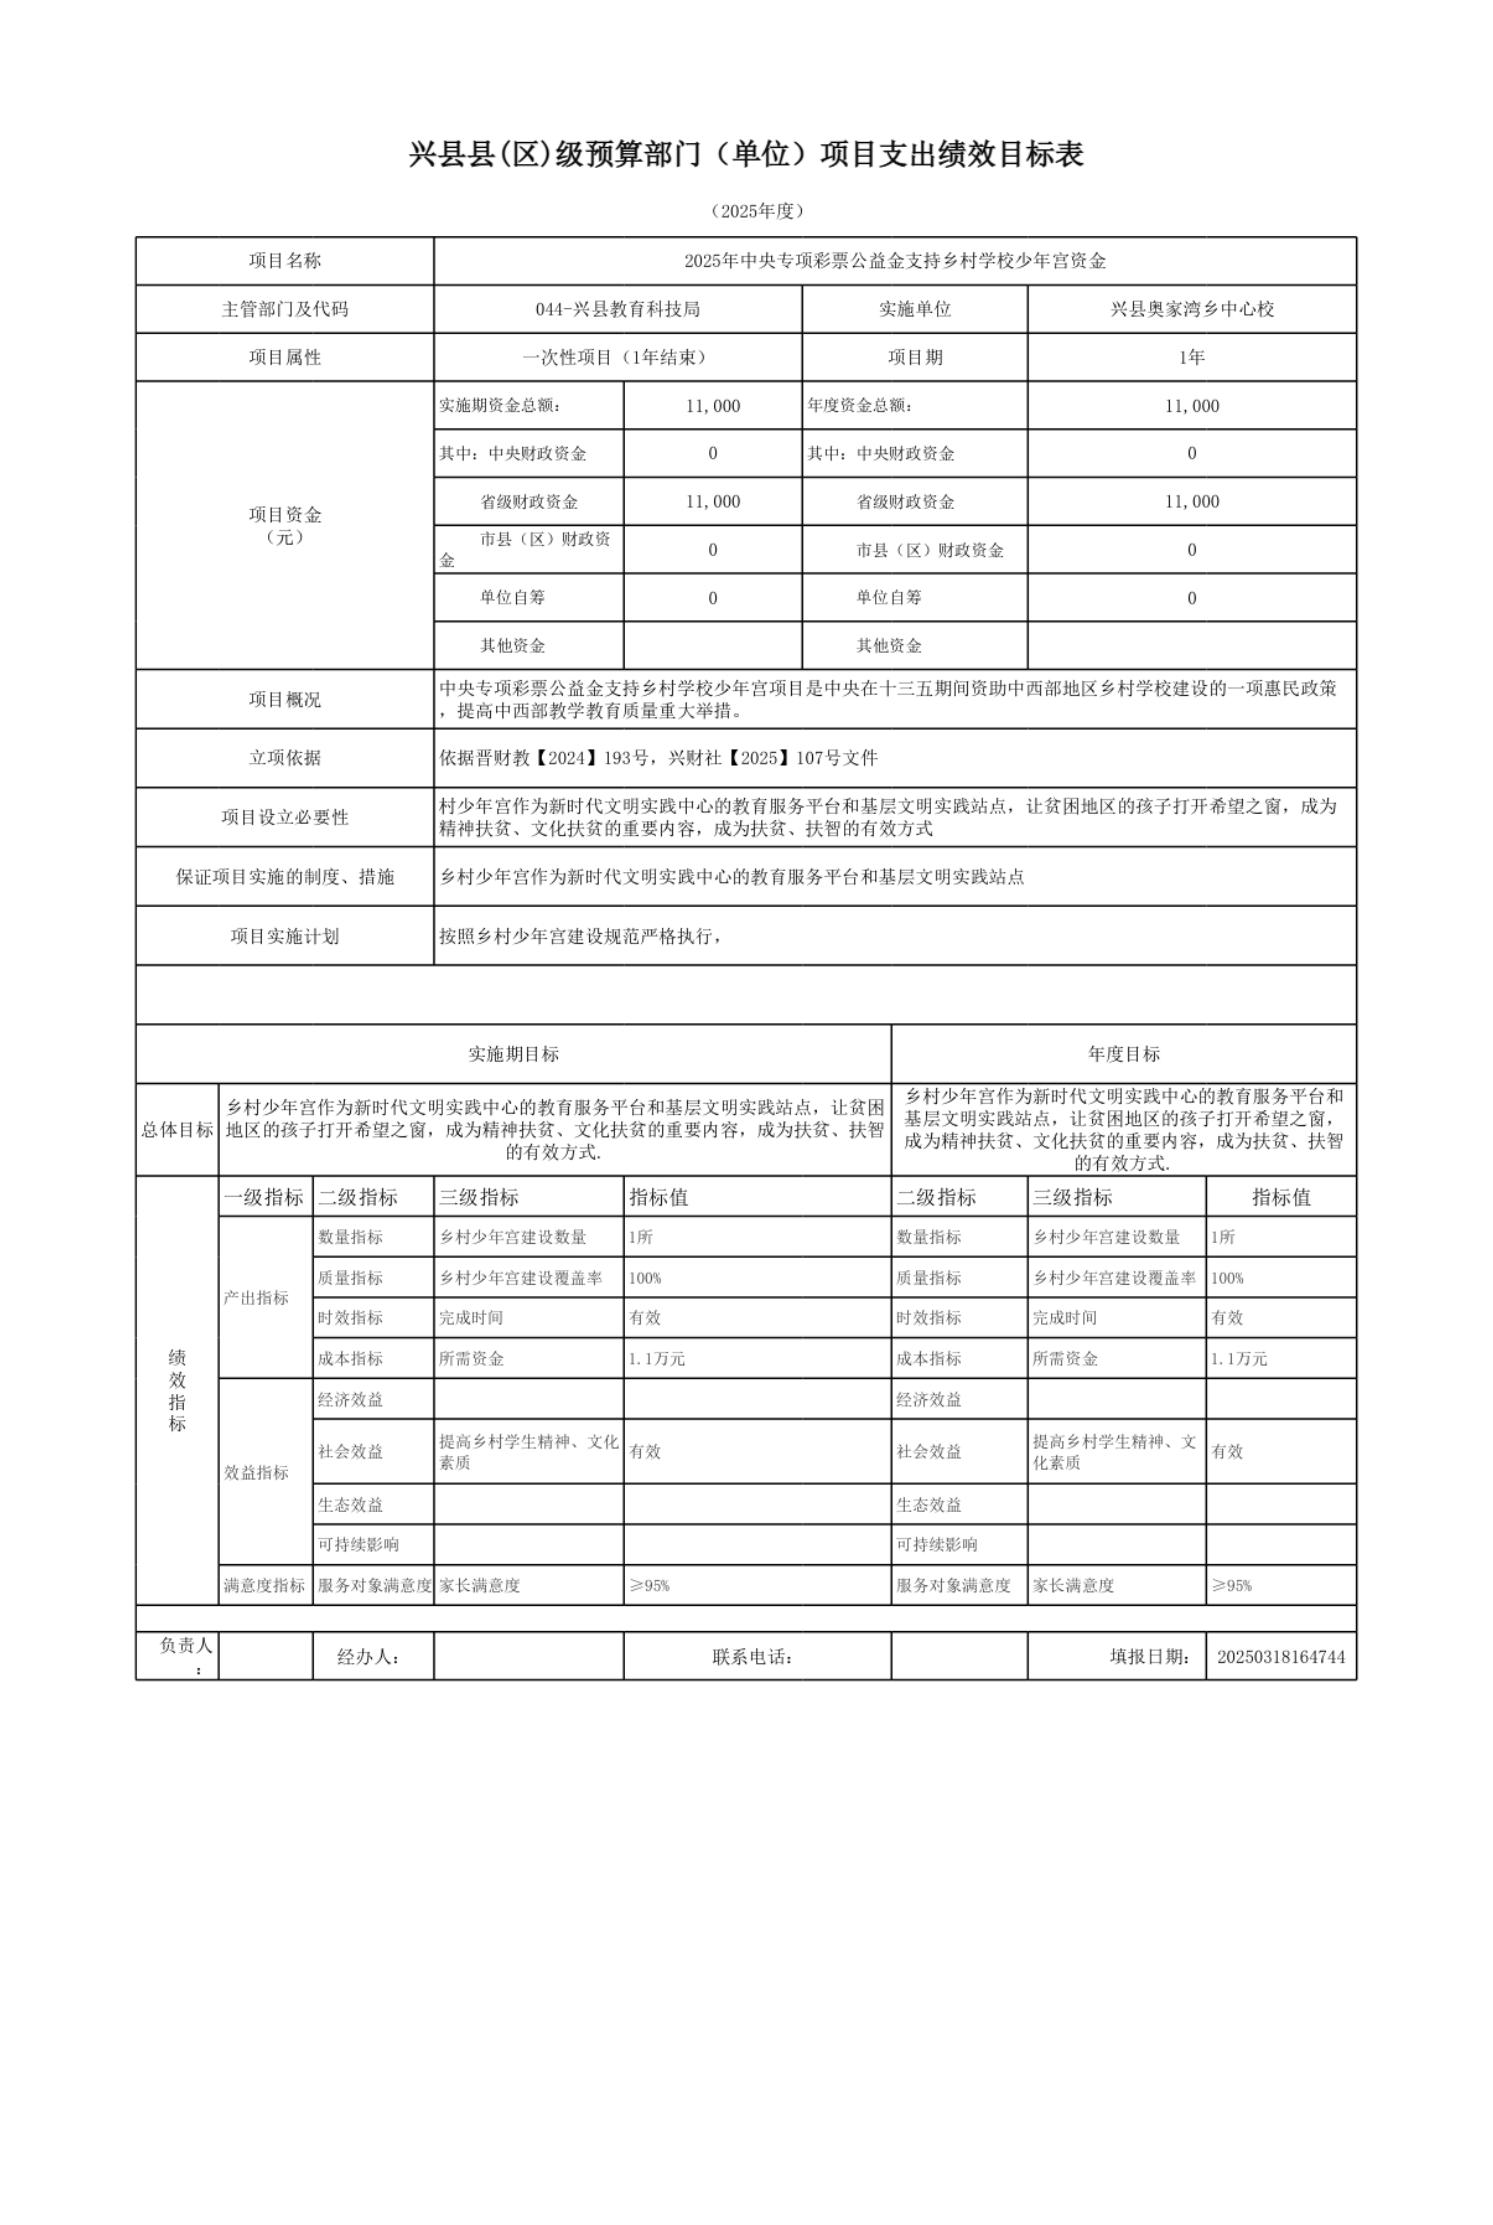 兴县县(区)级预算部门（单位）项目支出绩效目标表
（2025年度）
项目名称 2025年中央专项彩票公益金支持乡村学校少年宫资金
主管部门及代码 044-兴县教育科技局 实施单位 兴县奥家湾乡中心校
项目属性 一次性项目（1年结束） 项目期 1年
项目资金
（元）
实施期资金总额: 11,000 年度资金总额: 11,000
其中: 中央财政资金 0 其中: 中央财政资金 0
省级财政资金 11,000 省级财政资金 11,000
市县（区）财政资
金 0 市县（区）财政资金 0
单位自筹 0 单位自筹 0
其他资金 其他资金
项目概况 中央专项彩票公益金支持乡村学校少年宫项目是中央在十三五期间资助中西部地区乡村学校建设的一项惠民政策
，提高中西部教学教育质量重大举措。
立项依据 依据晋财教【2024】193号，兴财社【2025】107号文件
项目设立必要性 村少年宫作为新时代文明实践中心的教育服务平台和基层文明实践站点，让贫困地区的孩子打开希望之窗，成为
精神扶贫、文化扶贫的重要内容，成为扶贫、扶智的有效方式
保证项目实施的制度、措施 乡村少年宫作为新时代文明实践中心的教育服务平台和基层文明实践站点
项目实施计划 按照乡村少年宫建设规范严格执行，
实施期目标 年度目标
总体目标
乡村少年宫作为新时代文明实践中心的教育服务平台和基层文明实践站点，让贫困
地区的孩子打开希望之窗，成为精神扶贫、文化扶贫的重要内容，成为扶贫、扶智
的有效方式.
乡村少年宫作为新时代文明实践中心的教育服务平台和
基层文明实践站点，让贫困地区的孩子打开希望之窗，
成为精神扶贫、文化扶贫的重要内容，成为扶贫、扶智
的有效方式.
绩
效
指
标
一级指标 二级指标 三级指标 指标值 二级指标 三级指标 指标值
产出指标
数量指标 乡村少年宫建设数量 1所 数量指标 乡村少年宫建设数量 1所
质量指标 乡村少年宫建设覆盖率 100% 质量指标 乡村少年宫建设覆盖率 100%
时效指标 完成时间 有效 时效指标 完成时间 有效
成本指标 所需资金 1.1万元 成本指标 所需资金 1.1万元
效益指标
经济效益 经济效益
社会效益 提高乡村学生精神、文化
素质 有效 社会效益 提高乡村学生精神、文
化素质 有效
生态效益 生态效益
可持续影响 可持续影响
满意度指标 服务对象满意度 家长满意度 ≥95% 服务对象满意度 家长满意度 ≥95%
负责人
: 经办人: 联系电话: 填报日期: 20250318164744